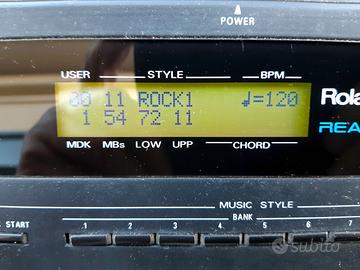 POWER
USER STYLE BPM
00 11 ROCK1 ♩=120
1 54 72 11
Rola
REA
MDK MBs LOW UPP CHORD
MUSIC STYLE
BANK
START
1 2 3 4 5 6 7
subito